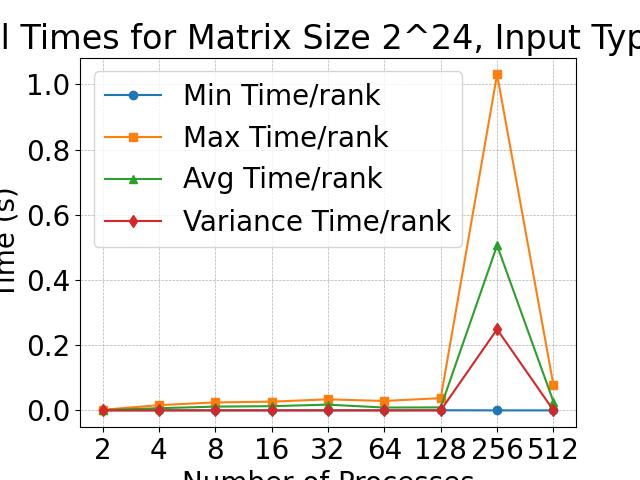 l Times for Matrix Size 2^24, Input Typ
Min Time/rank
Max Time/rank
Avg Time/rank
Variance Time/rank
Time (s)
1.0
0.8
0.6
0.4
0.2
0.0
2 4 8 16 32 64 128 256 512
Number of Processes